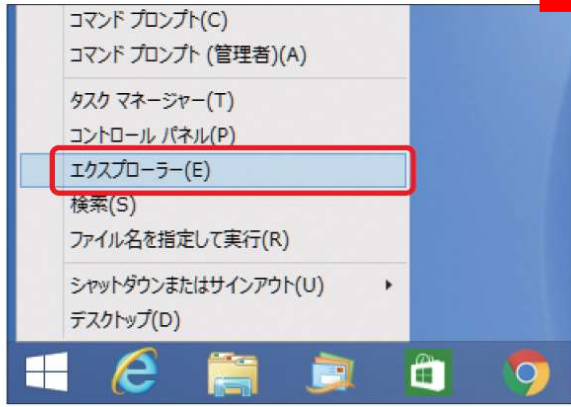 コマンド プロンプト(C)
コマンド プロンプト (管理者)(A)
タスク マネージャー(T)
コントロール パネル(P)
エクスプローラー(E)
検索(S)
ファイル名を指定して実行(R)
シャットダウンまたはサインアウト(U)
デスクトップ(D)